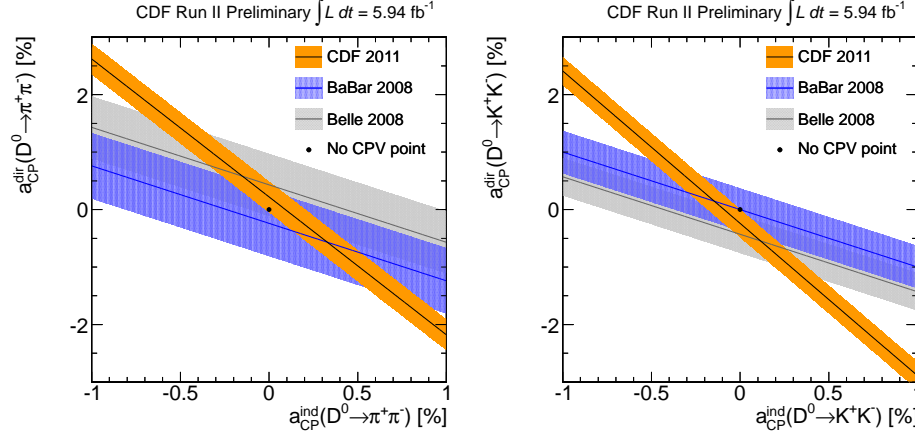 CDF Run II Preliminary ∫L dt = 5.94 fb⁻¹
a_CP^dir(D⁰→π⁺π⁻) [%]
CDF 2011
BaBar 2008
Belle 2008
No CPV point
2
0
-2
-1 -0.5 0 0.5 1
a_CP^ind(D⁰→π⁺π⁻) [%]
CDF Run II Preliminary ∫L dt = 5.94 fb⁻¹
a_CP^dir(D⁰→K⁺K⁻) [%]
CDF 2011
BaBar 2008
Belle 2008
No CPV point
2
0
-2
-1 -0.5 0 0.5 1
a_CP^ind(D⁰→K⁺K⁻) [%]